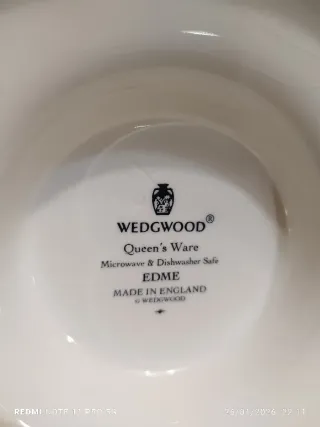 WEDGWOOD®
Queen's Ware
Microwave & Dishwasher Safe
EDME
MADE IN ENGLAND
© WEDGWOOD